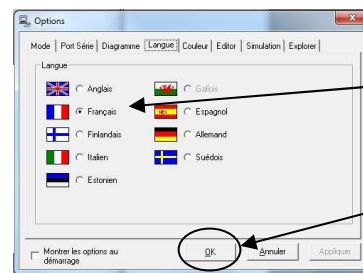 Options
Mode Port Série Diagramme Langue Couleur Editor Simulation Explorer
Langue
Anglais Gallois
Français Espagnol
Finlandais Allemand
Italien Suédois
Estonien
Montrer les options au
démarrage
OK Annuler Appliquer